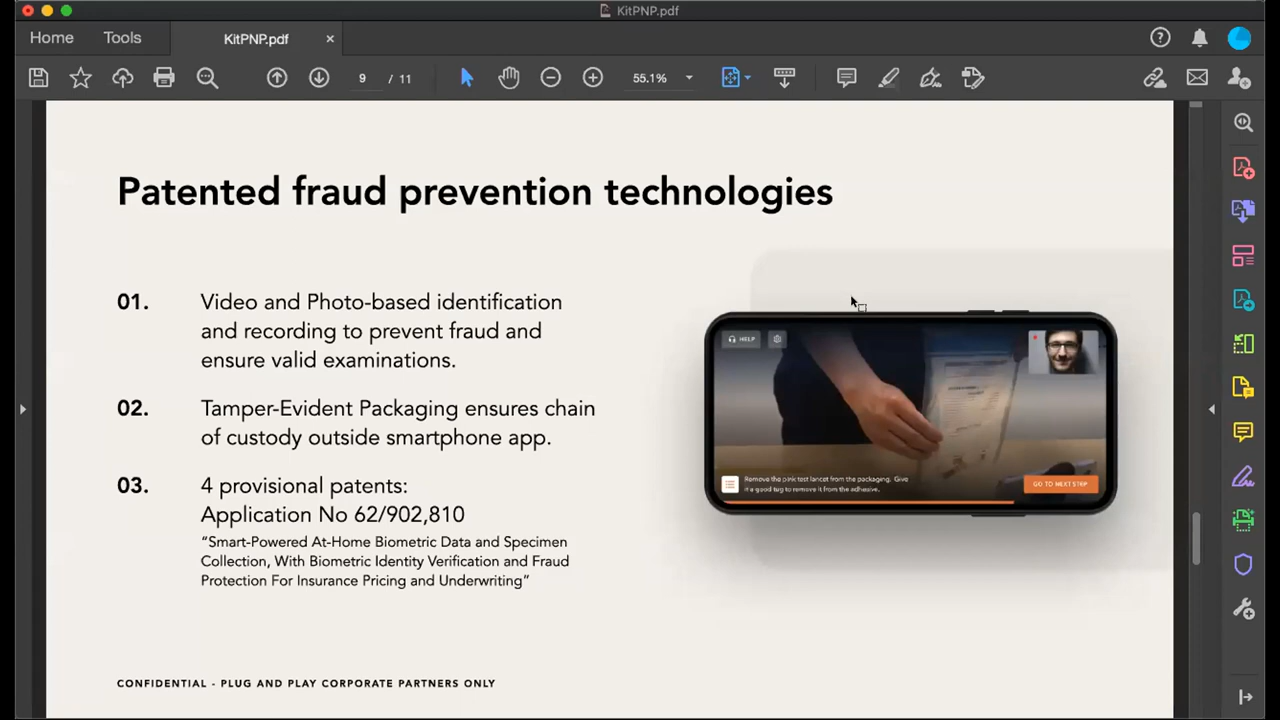 KitPNP.pdf
Home
Tools
KitPNP.pdf
9 / 11
55.1%
Patented fraud prevention technologies
01.
Video and Photo-based identification
and recording to prevent fraud and
ensure valid examinations.
02.
Tamper-Evident Packaging ensures chain
of custody outside smartphone app.
03.
4 provisional patents:
Application No 62/902,810
“Smart-Powered At-Home Biometric Data and Specimen
Collection, With Biometric Identity Verification and Fraud
Protection For Insurance Pricing and Underwriting”
HELP
Remove the pink test lancet from the packaging. Give
it a good tug to remove it from the adhesive.
GO TO NEXT STEP
CONFIDENTIAL - PLUG AND PLAY CORPORATE PARTNERS ONLY